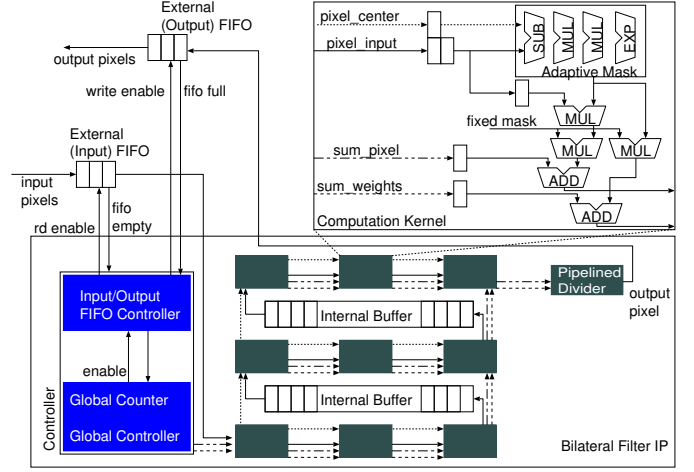 External
(Output) FIFO
output pixels
write enable
fifo full
External
(Input) FIFO
input
pixels
rd enable
fifo
empty
pixel_center
pixel_input
SUB
MUL
MUL
EXP
Adaptive Mask
MUL
fixed mask
MUL
MUL
sum_pixel
ADD
sum_weights
ADD
Computation Kernel
Input/Output
FIFO Controller
enable
Global Counter
Global Controller
Controller
Internal Buffer
Internal Buffer
Pipelined
Divider
output
pixel
Bilateral Filter IP